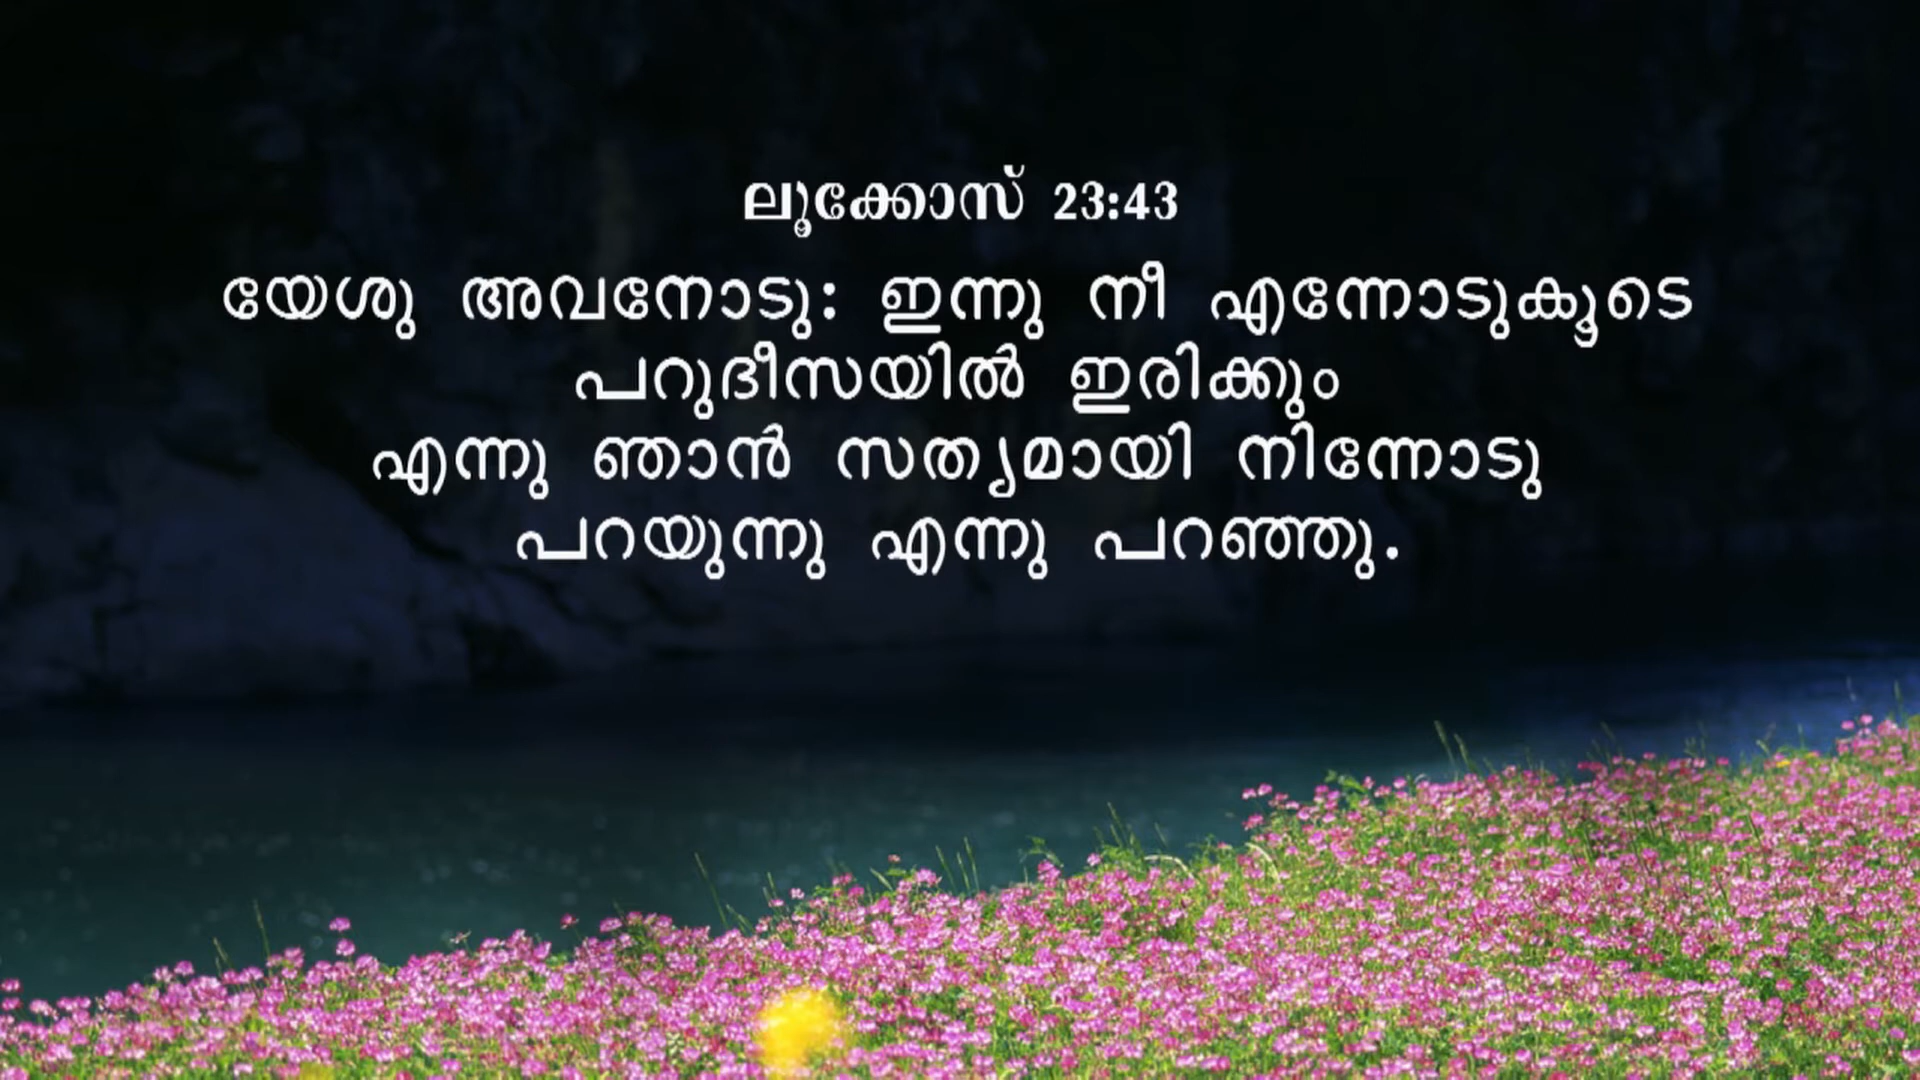 ലൂക്കോസ് 23:43
യേശു അവനോടു: ഇന്നു നീ എന്നോടുകൂടെ
പറുദീസയിൽ ഇരിക്കും
എന്നു ഞാൻ സത്യമായി നിന്നോടു
പറയുന്നു എന്നു പറഞ്ഞു.